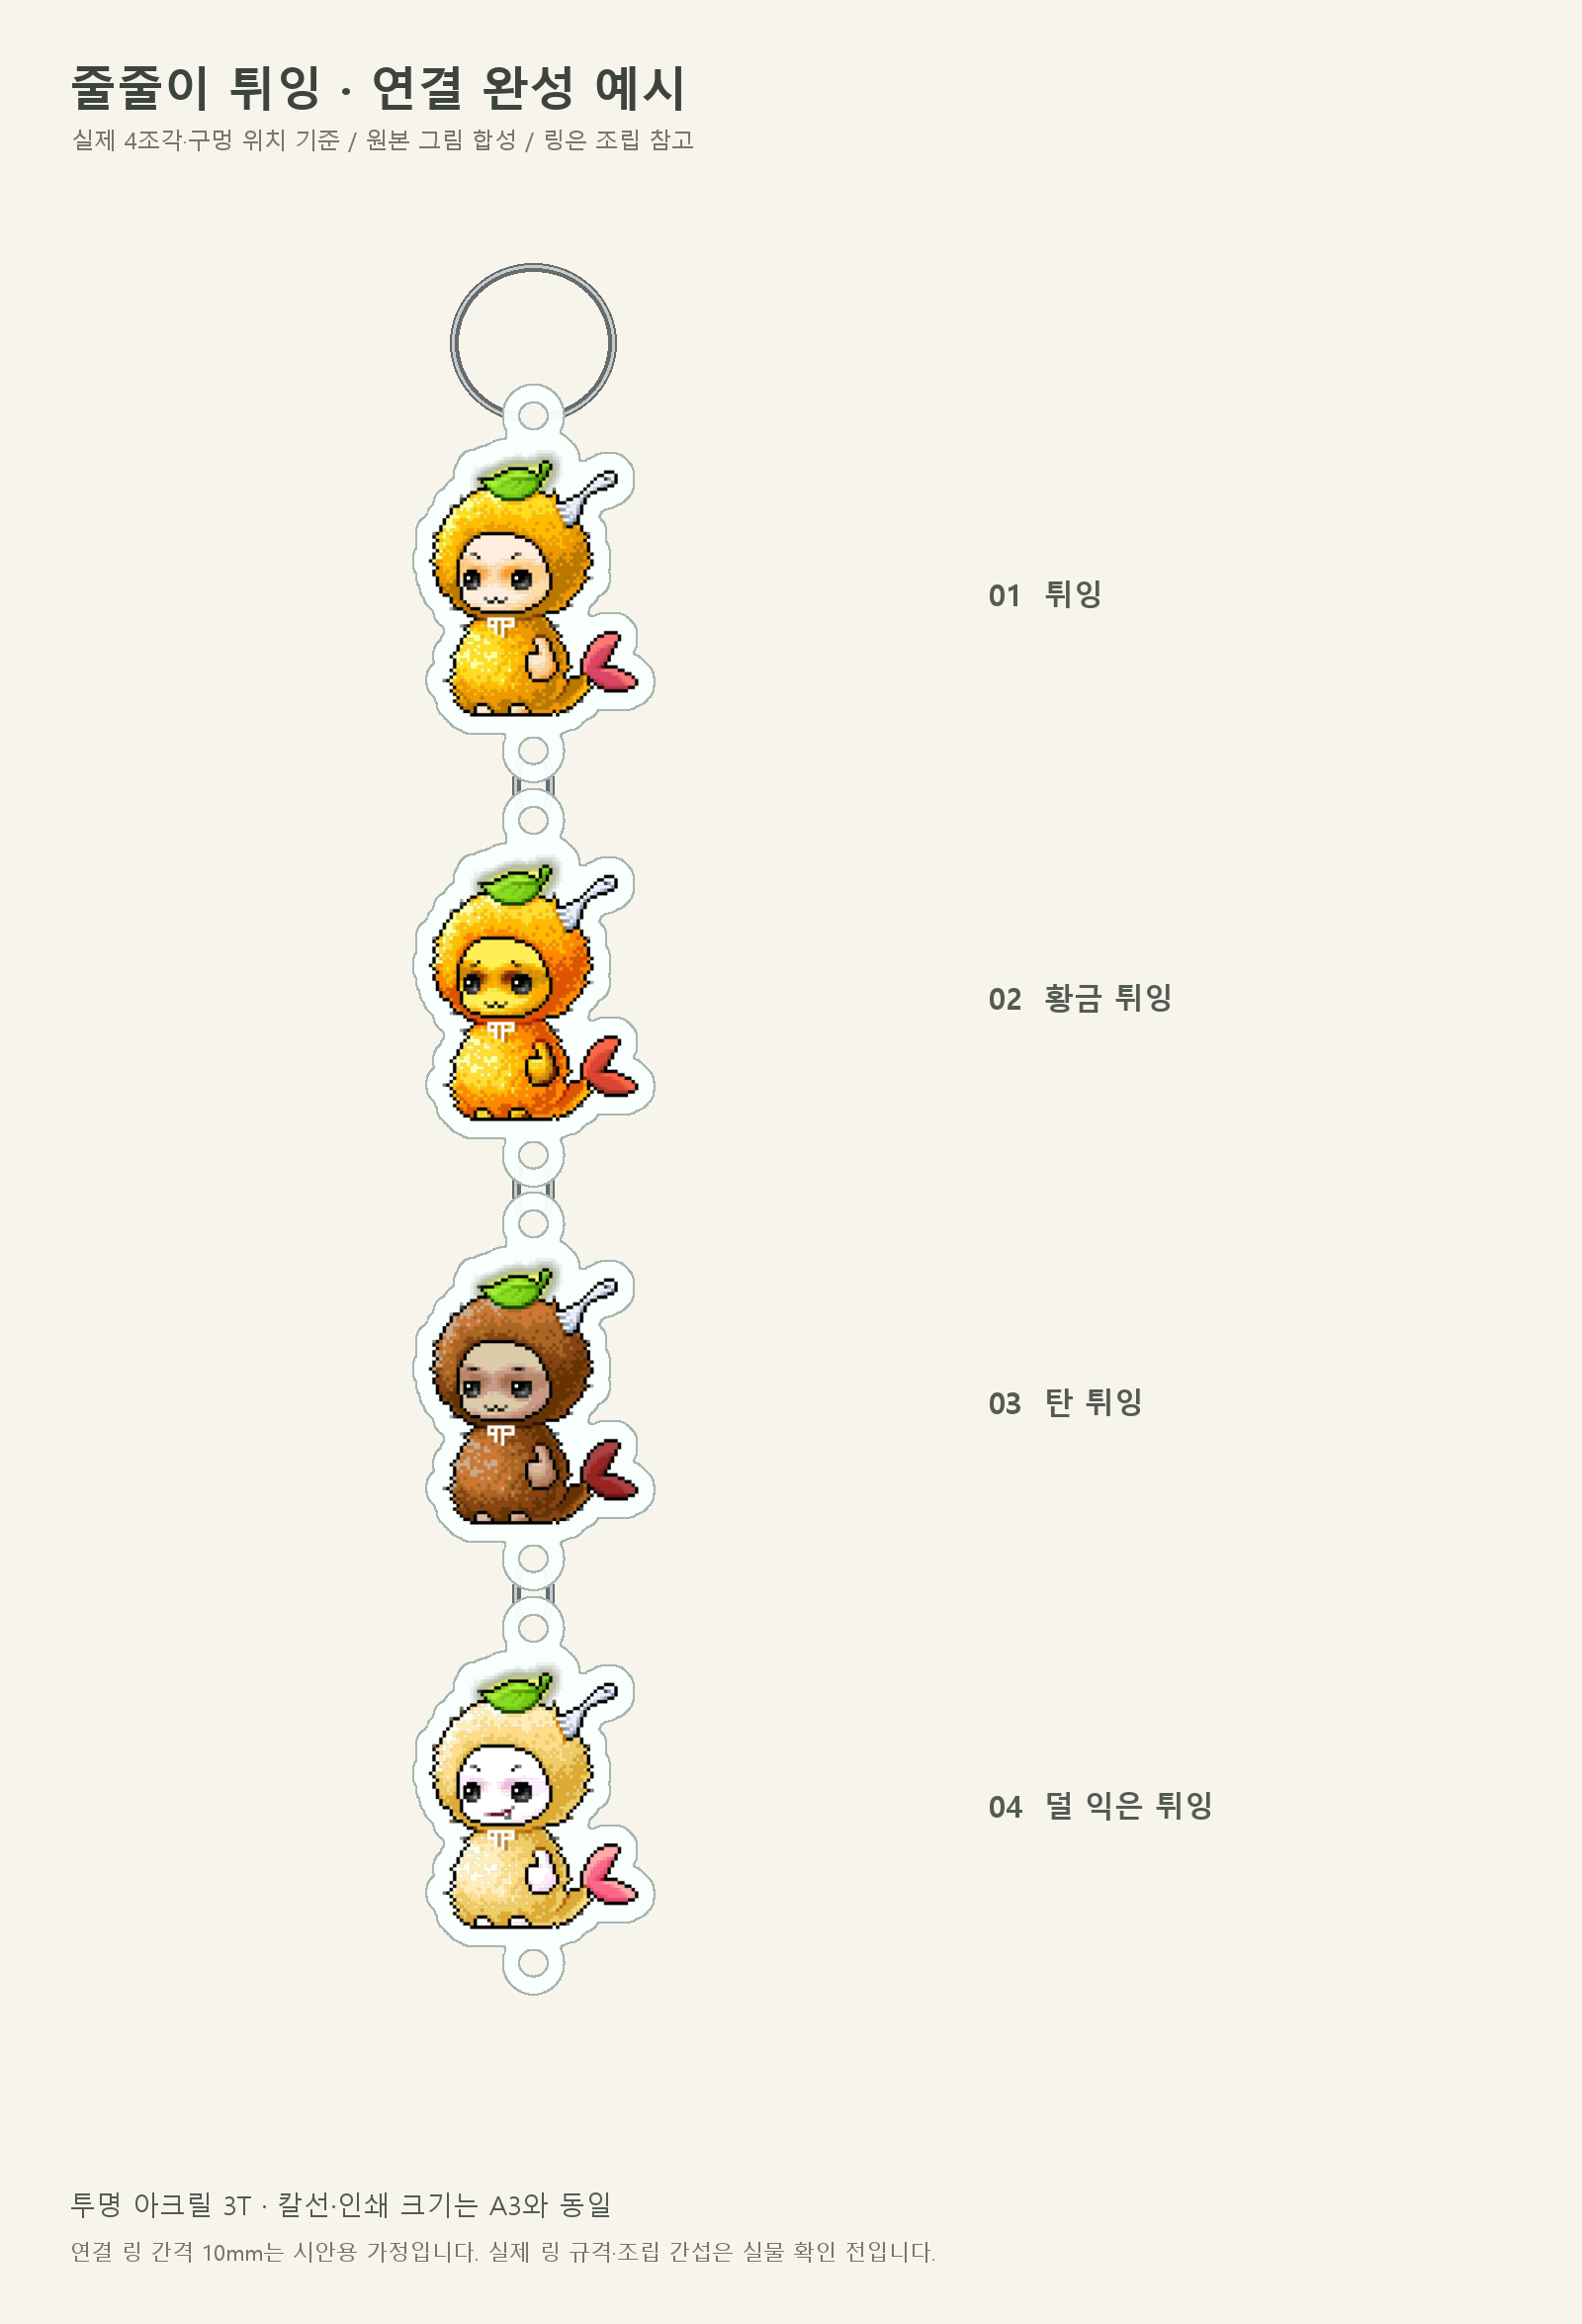 줄줄이 튀잉 · 연결 완성 예시
실제 4조각·구멍 위치 기준 / 원본 그림 합성 / 링은 조립 참고
01 튀잉
02 황금 튀잉
03 탄 튀잉
04 덜 익은 튀잉
투명 아크릴 3T · 칼선·인쇄 크기는 A3와 동일
연결 링 간격 10mm는 시안용 가정입니다. 실제 링 규격·조립 간섭은 실물 확인 전입니다.